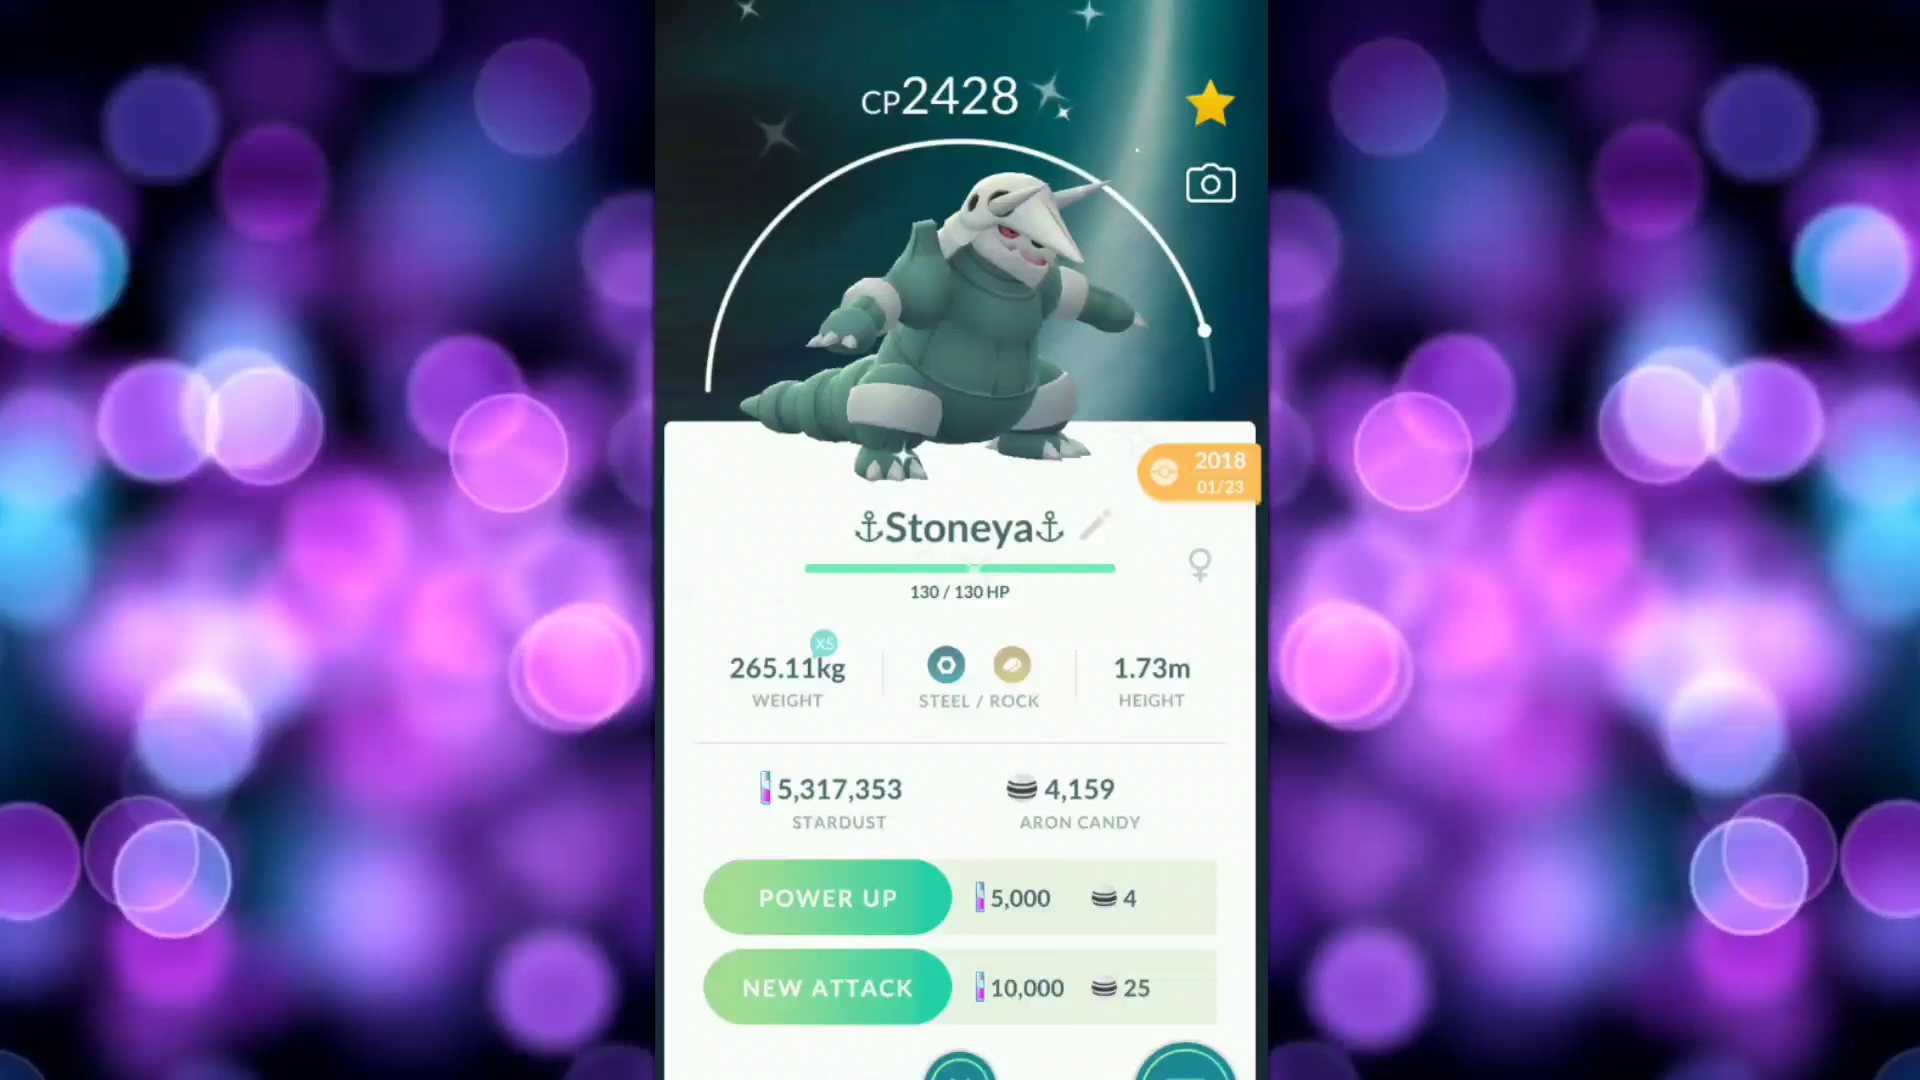 CP2428
2018
01/23
⚓Stoneya⚓
130 / 130 HP
XS
265.11kg
WEIGHT
STEEL / ROCK
1.73m
HEIGHT
5,317,353
STARDUST
4,159
ARON CANDY
POWER UP 5,000 4
NEW ATTACK 10,000 25